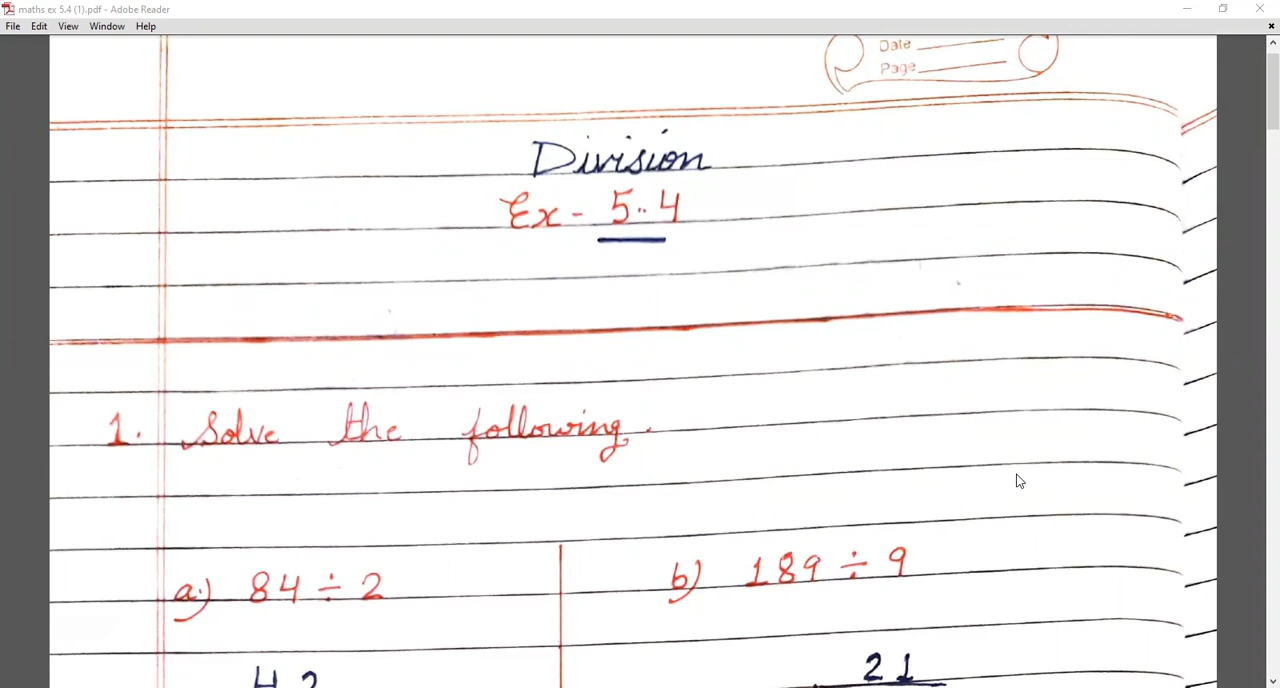 maths ex 5.4 (1).pdf - Adobe Reader
File Edit View Window Help
Date
Page
Division
Ex - 5.4
1. Solve the following.
a.) 84 ÷ 2
b) 189 ÷ 9
42
21